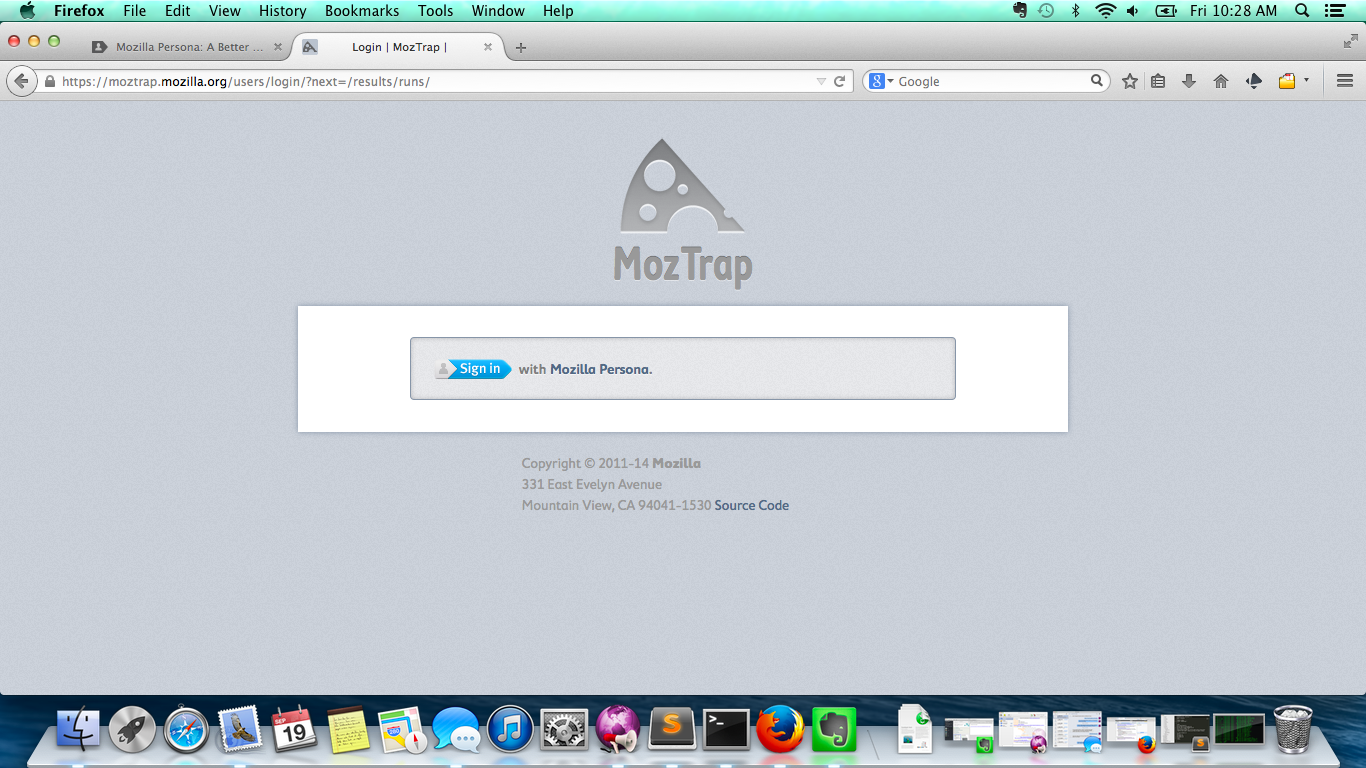 Firefox File Edit View History Bookmarks Tools Window Help Fri 10:28 AM
Mozilla Persona: A Better ... Login | MozTrap |
https://moztrap.mozilla.org/users/login/?next=/results/runs/ Google
MozTrap
Sign in with Mozilla Persona.
Copyright © 2011-14 Mozilla
331 East Evelyn Avenue
Mountain View, CA 94041-1530 Source Code
SEP
19